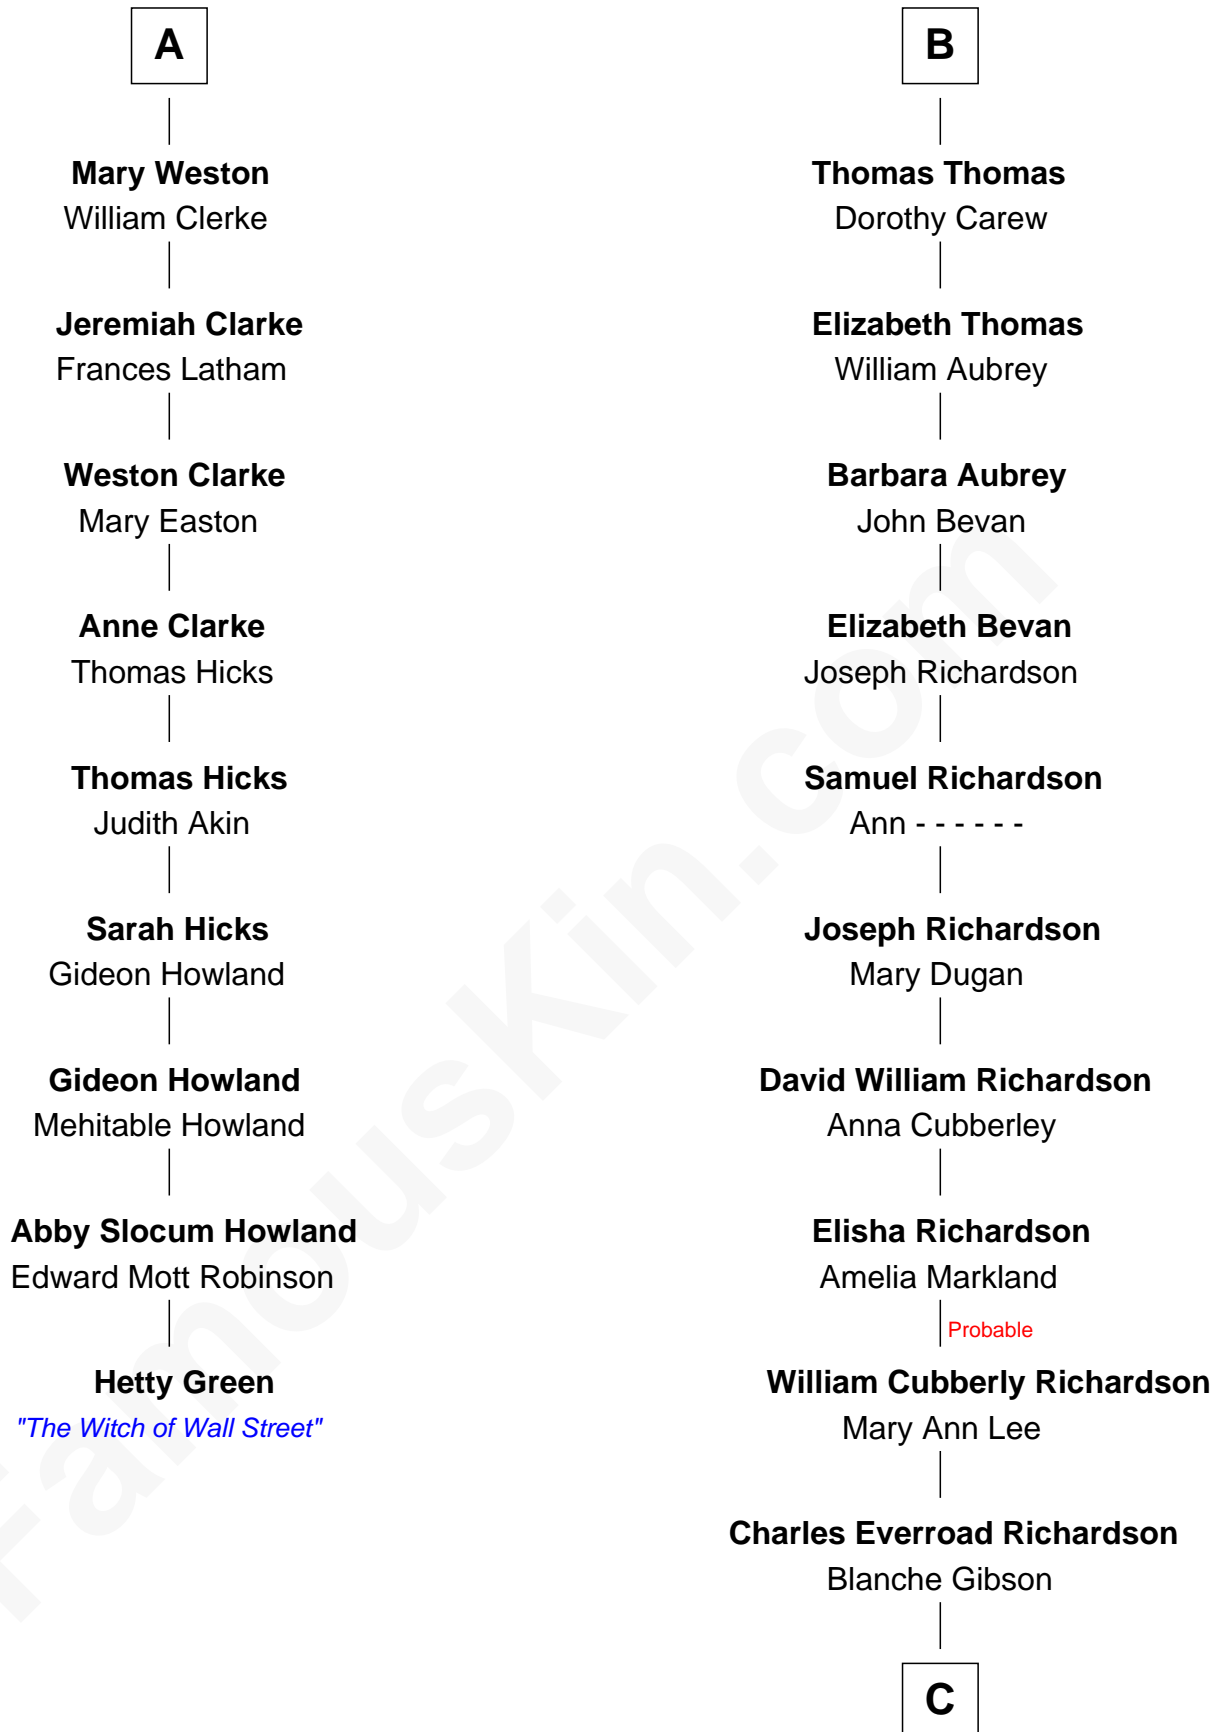 A
Mary Weston
William Clerke
Jeremiah Clarke
Frances Latham
Weston Clarke
Mary Easton
Anne Clarke
Thomas Hicks
Thomas Hicks
Judith Akin
Sarah Hicks
Gideon Howland
Gideon Howland
Mehitable Howland
Abby Slocum Howland
Edward Mott Robinson
Hetty Green
"The Witch of Wall Street"
B
Thomas Thomas
Dorothy Carew
Elizabeth Thomas
William Aubrey
Barbara Aubrey
John Bevan
Elizabeth Bevan
Joseph Richardson
Samuel Richardson
Ann - - - - - -
Joseph Richardson
Mary Dugan
David William Richardson
Anna Cubberley
Elisha Richardson
Amelia Markland
Probable
William Cubberly Richardson
Mary Ann Lee
Charles Everroad Richardson
Blanche Gibson
C
FamousKin.com